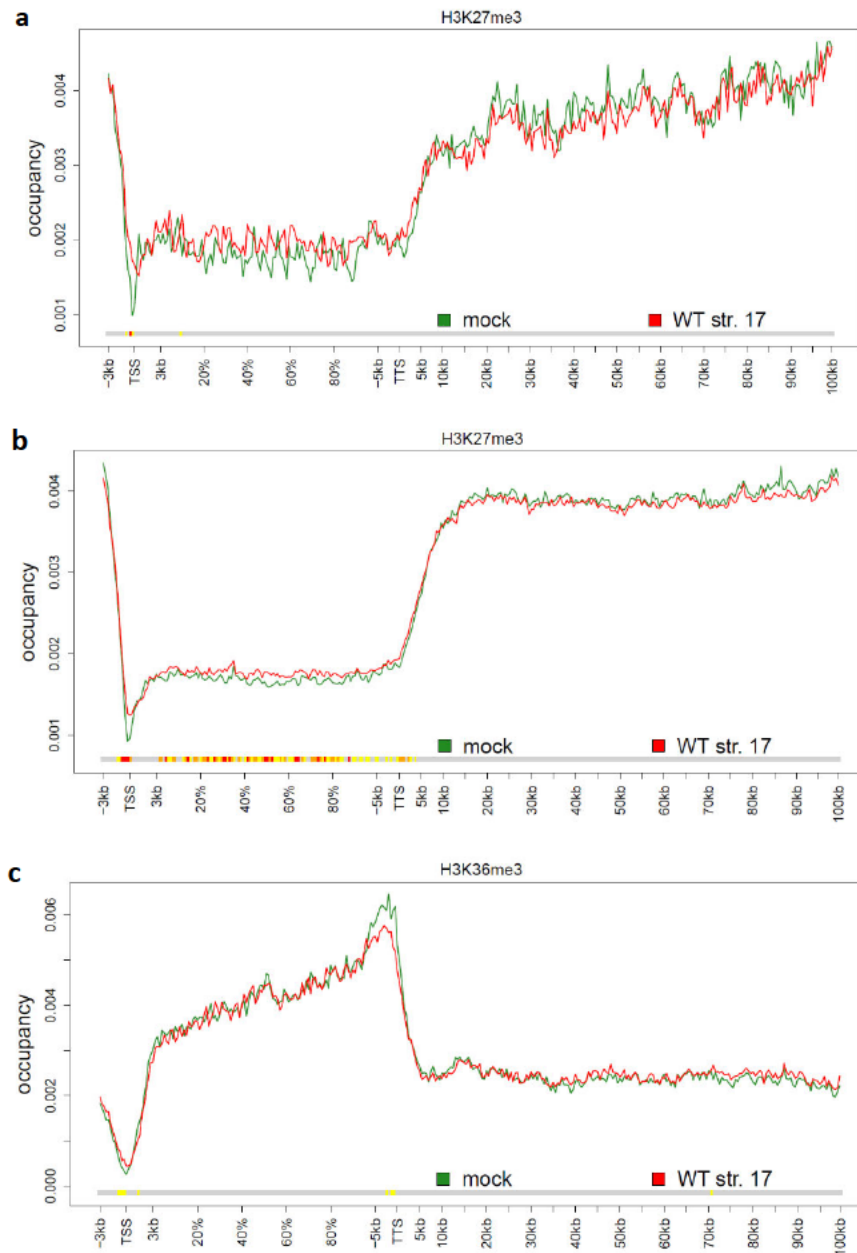 a
H3K27me3
occupancy
0.004
0.003
0.002
0.001
mock
WT str. 17
−3kb TSS 3kb 20% 40% 60% 80% −5kb TTS 5kb 10kb 20kb 30kb 40kb 50kb 60kb 70kb 80kb 90kb 100kb
b
H3K27me3
occupancy
0.004
0.003
0.002
0.001
mock
WT str. 17
−3kb TSS 3kb 20% 40% 60% 80% −5kb TTS 5kb 10kb 20kb 30kb 40kb 50kb 60kb 70kb 80kb 90kb 100kb
c
H3K36me3
occupancy
0.006
0.004
0.002
0.000
mock
WT str. 17
−3kb TSS 3kb 20% 40% 60% 80% −5kb TTS 5kb 10kb 20kb 30kb 40kb 50kb 60kb 70kb 80kb 90kb 100kb